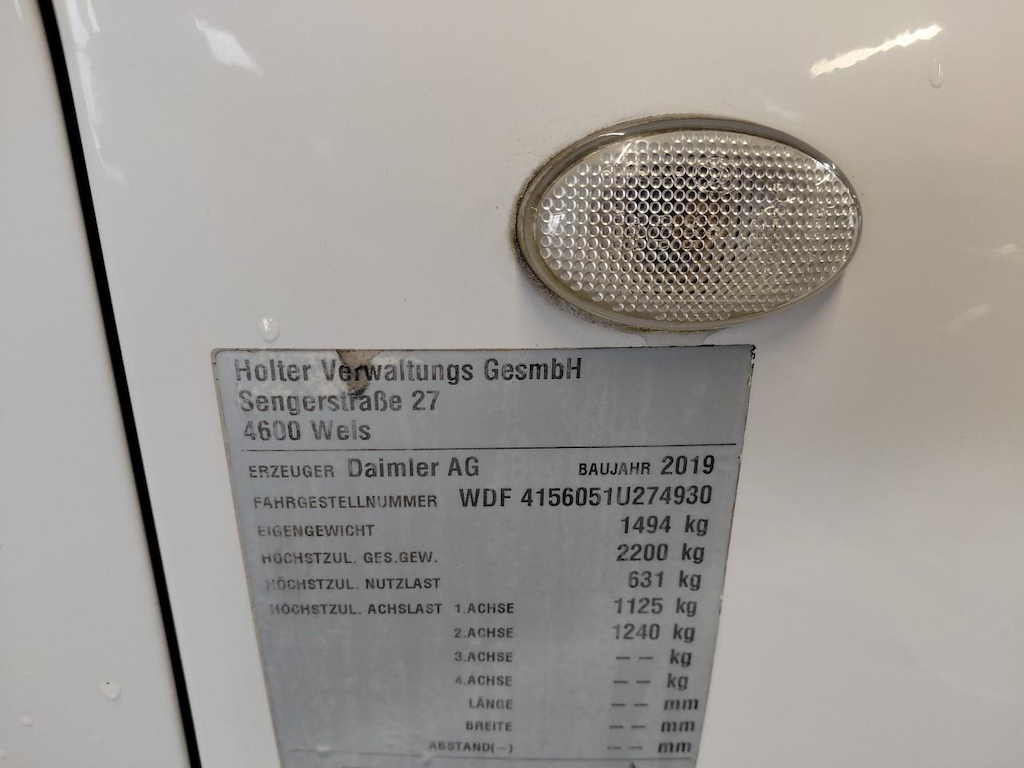 Holter Verwaltungs GesmbH
Sengerstraße 27
4600 Wels
ERZEUGER Daimler AG BAUJAHR 2019
FAHRGESTELLNUMMER WDF 4156051U274930
EIGENGEWICHT 1494 kg
HÖCHSTZUL. GES.GEW. 2200 kg
HÖCHSTZUL. NUTZLAST 631 kg
HÖCHSTZUL. ACHSLAST 1.ACHSE 1125 kg
2.ACHSE 1240 kg
3.ACHSE -- kg
4.ACHSE -- kg
LÄNGE -- mm
BREITE -- mm
ABSTAND(-) -- mm